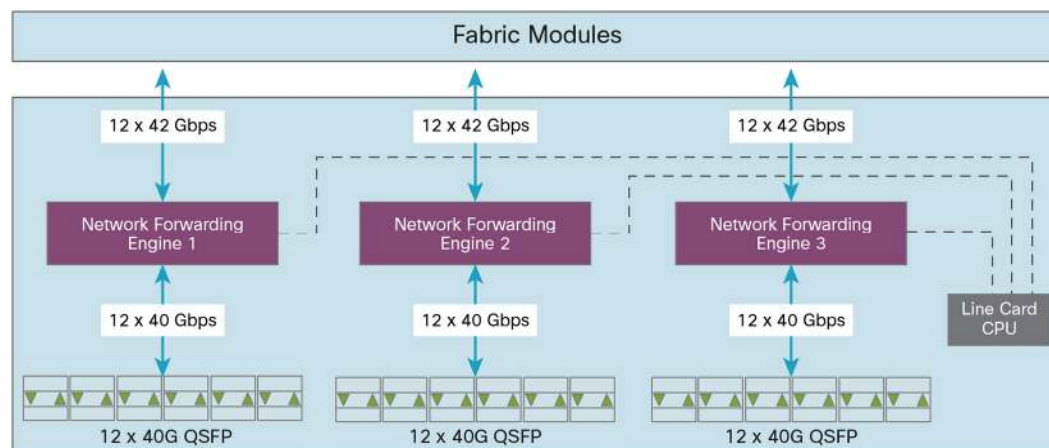 Fabric Modules
12 x 42 Gbps
12 x 42 Gbps
12 x 42 Gbps
Network Forwarding
Engine 1
Network Forwarding
Engine 2
Network Forwarding
Engine 3
12 x 40 Gbps
12 x 40 Gbps
12 x 40 Gbps
Line Card
CPU
12 x 40G QSFP
12 x 40G QSFP
12 x 40G QSFP